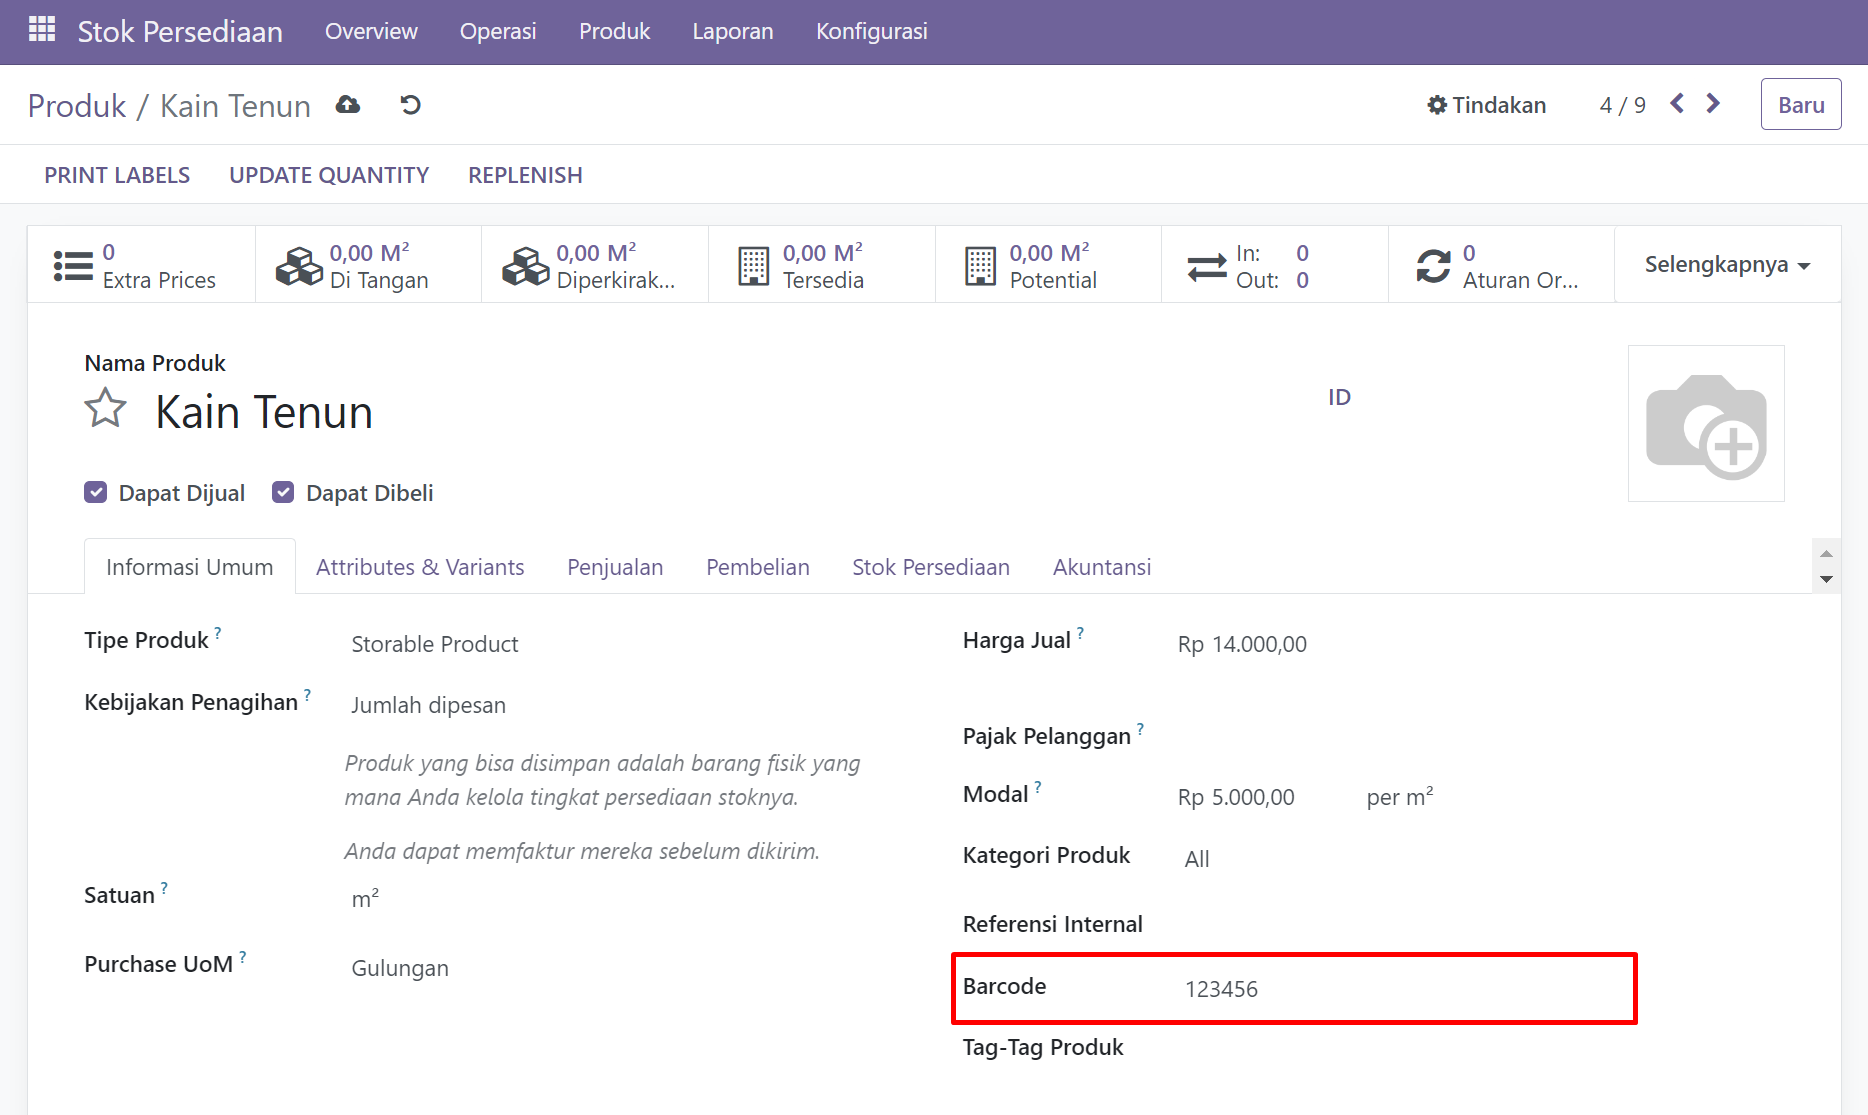 Stok Persediaan Overview Operasi Produk Laporan Konfigurasi
Produk / Kain Tenun Tindakan 4 / 9 Baru
PRINT LABELS UPDATE QUANTITY REPLENISH
0
Extra Prices
0,00 M²
Di Tangan
0,00 M²
Diperkirak...
0,00 M²
Tersedia
0,00 M²
Potential
In: 0
Out: 0
0
Aturan Or...
Selengkapnya
Nama Produk
Kain Tenun
ID
Dapat Dijual Dapat Dibeli
Informasi Umum Attributes & Variants Penjualan Pembelian Stok Persediaan Akuntansi
Tipe Produk ? Storable Product
Kebijakan Penagihan ? Jumlah dipesan
Produk yang bisa disimpan adalah barang fisik yang
mana Anda kelola tingkat persediaan stoknya.
Anda dapat memfaktur mereka sebelum dikirim.
Satuan ? m²
Purchase UoM ? Gulungan
Harga Jual ? Rp 14.000,00
Pajak Pelanggan ?
Modal ? Rp 5.000,00 per m²
Kategori Produk All
Referensi Internal
Barcode 123456
Tag-Tag Produk